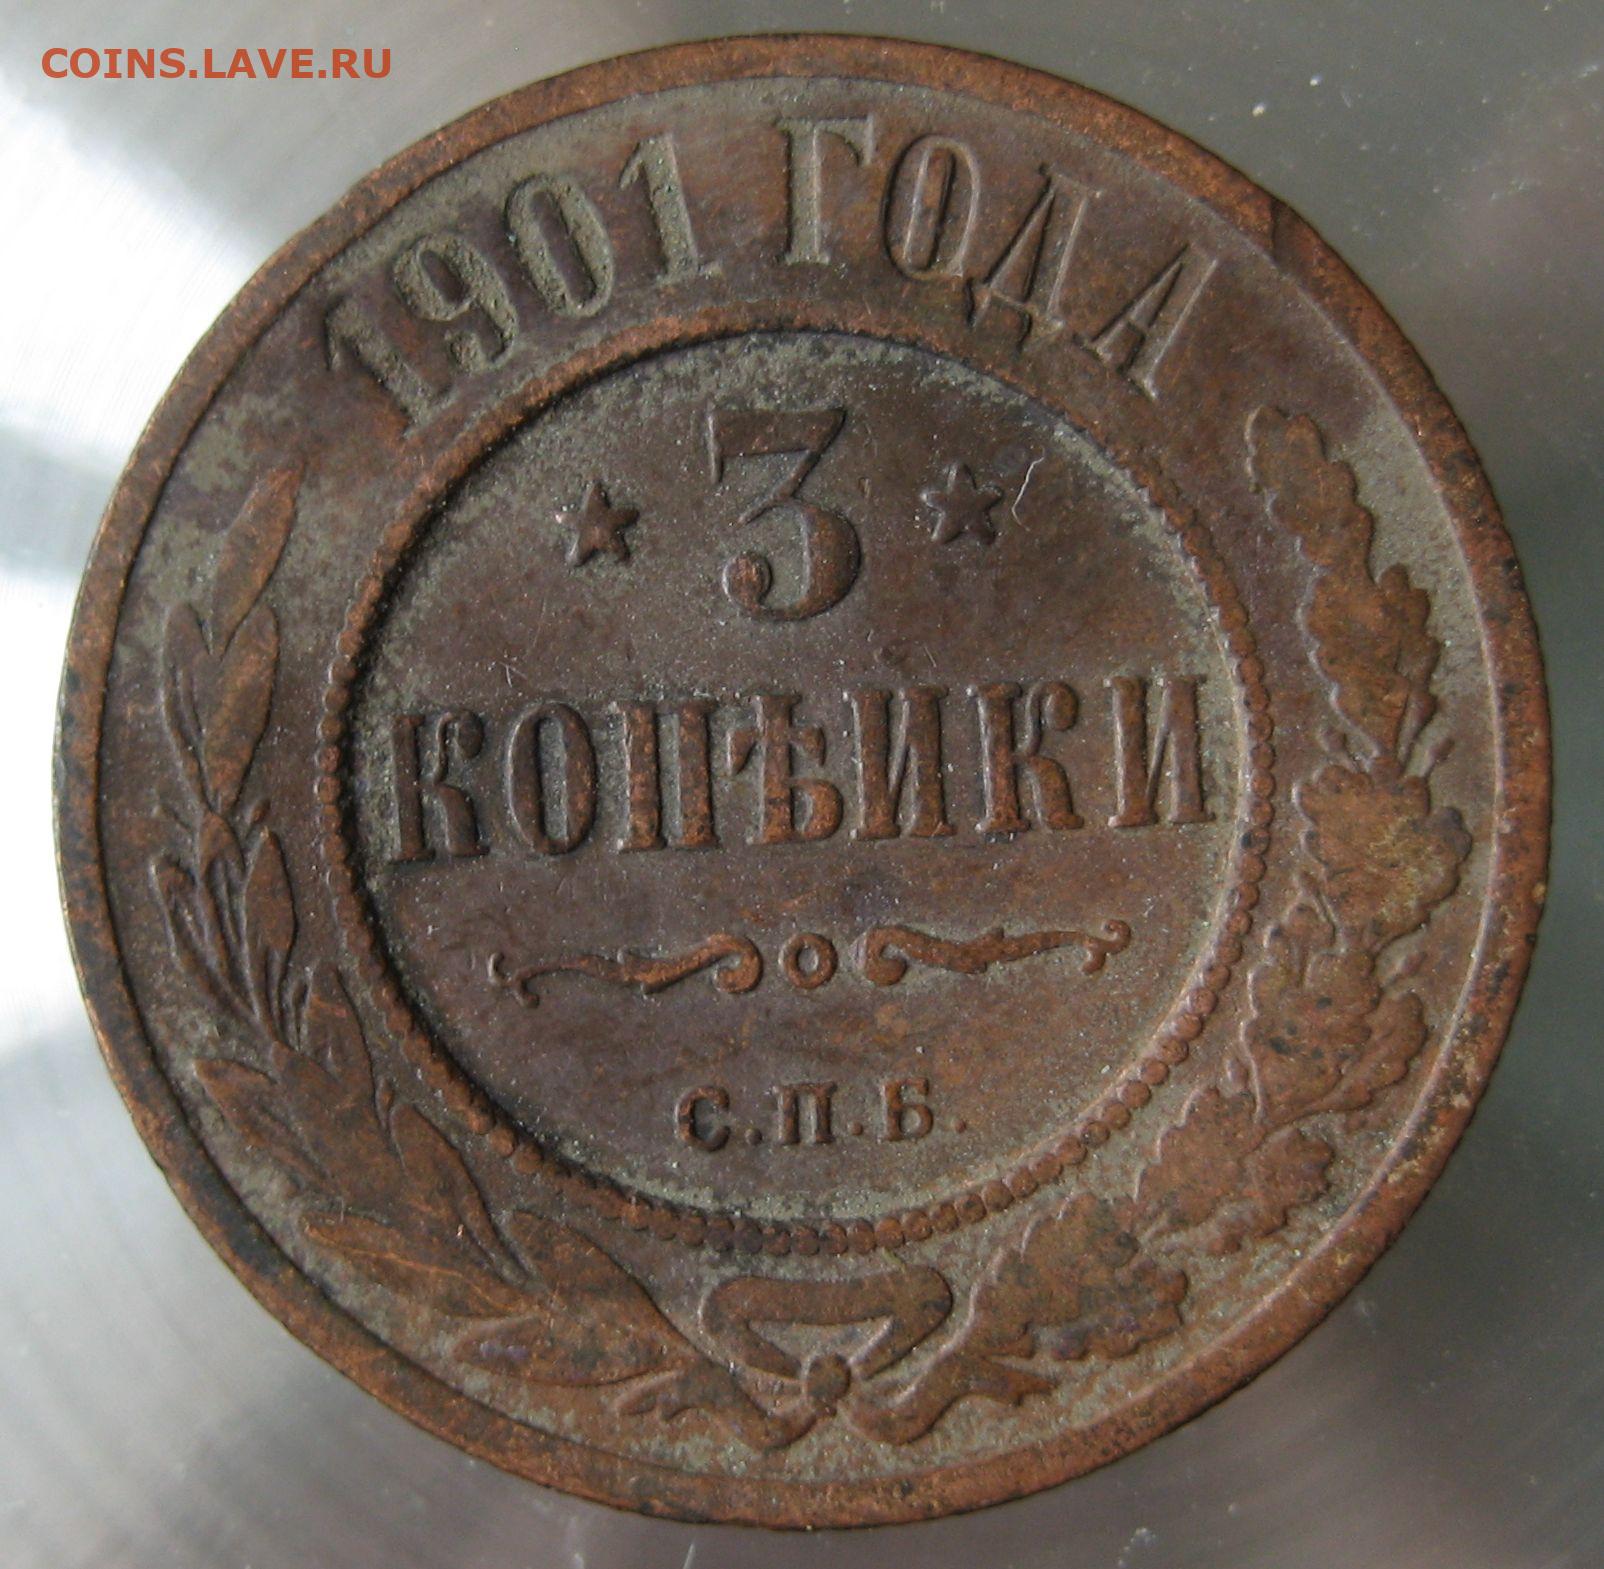 COINS.LAVE.RU
1901 ГОДА
3
КОПѢЙКИ
С.П.Б.